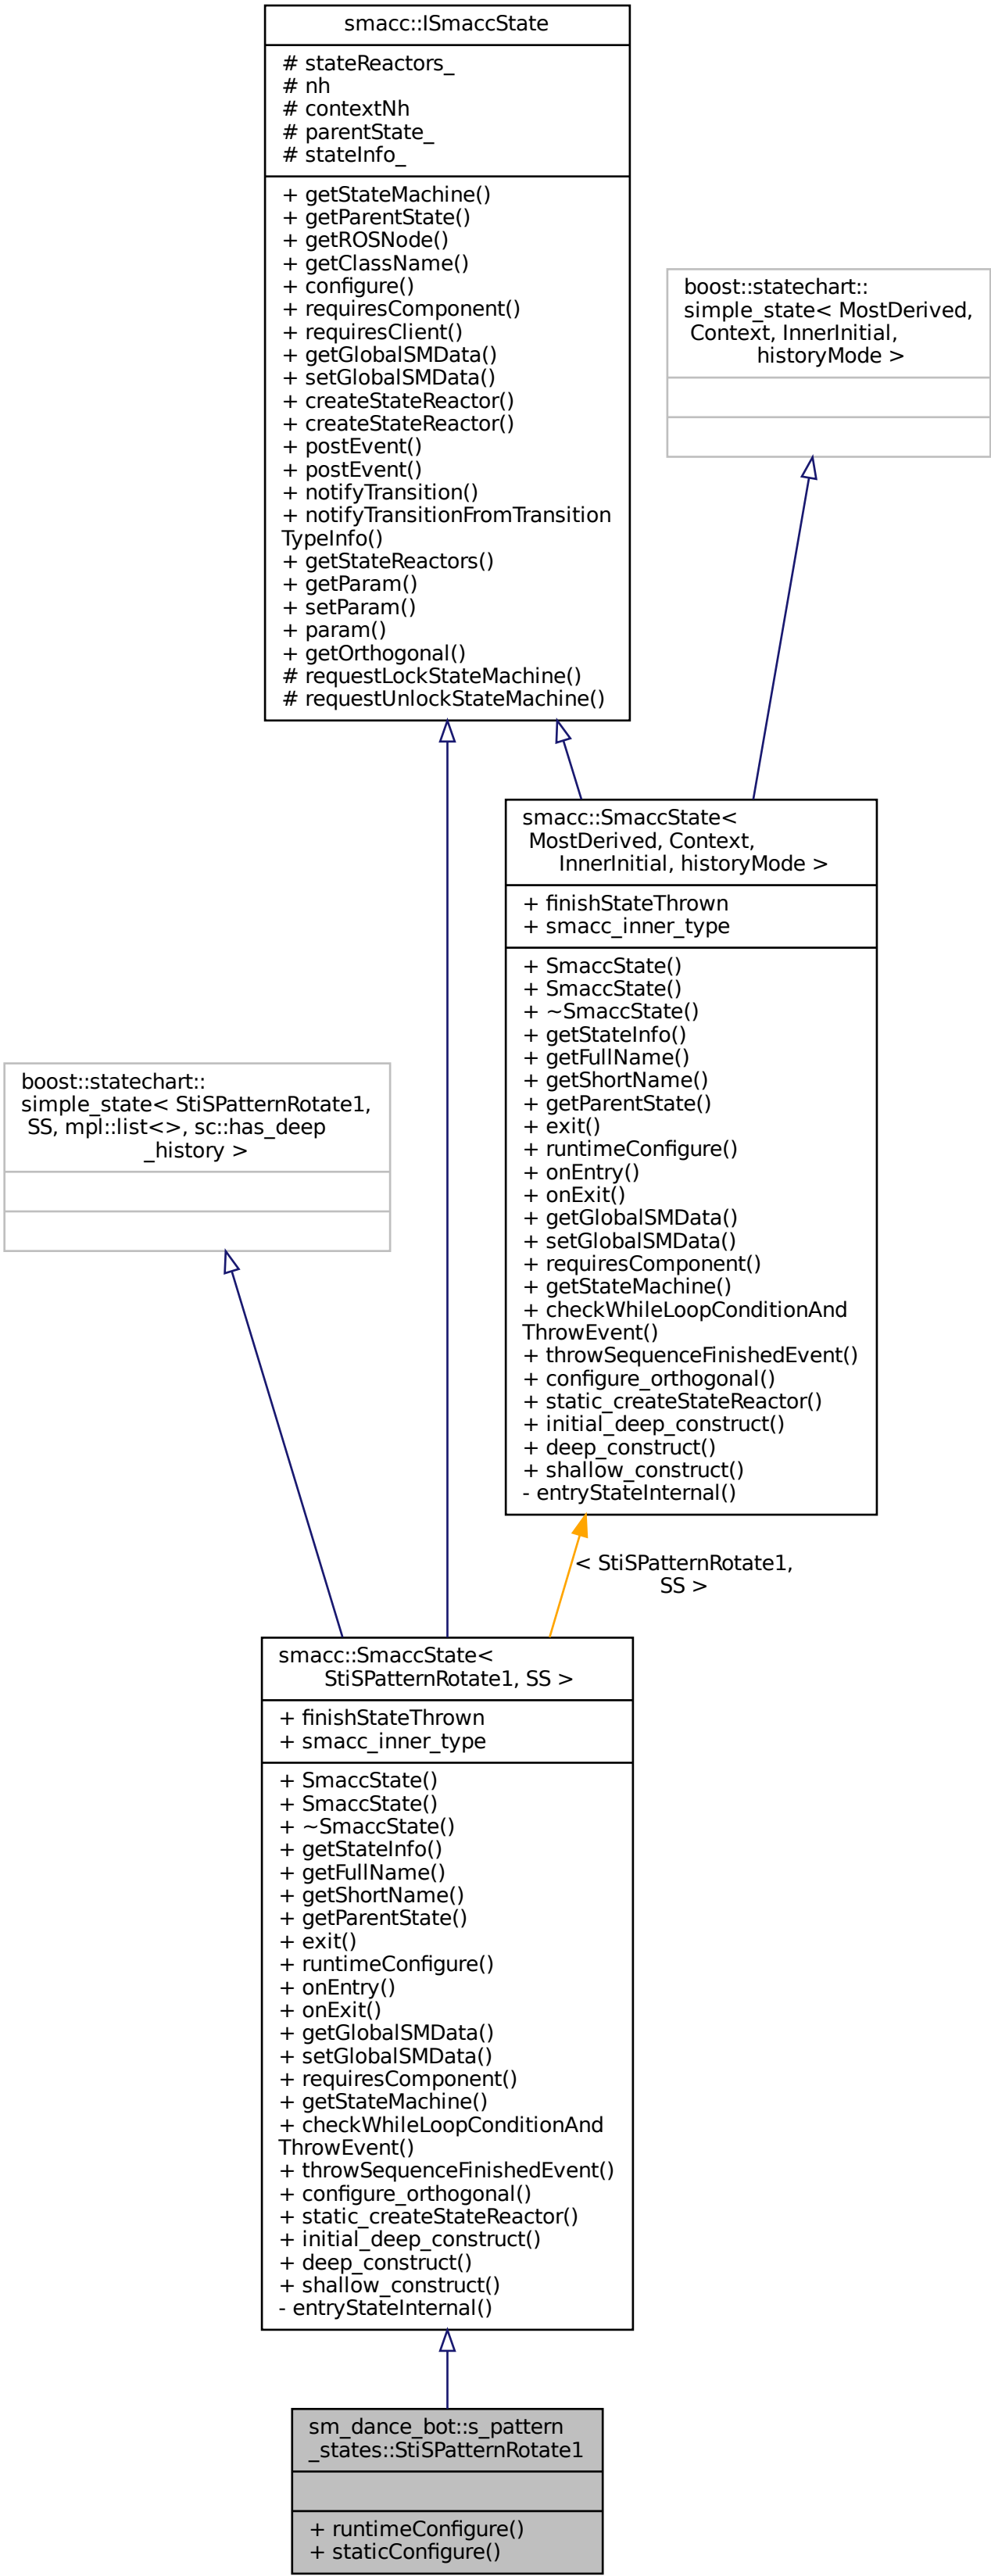 smacc::ISmaccState
# stateReactors_
# nh
# contextNh
# parentState_
# stateInfo_
+ getStateMachine()
+ getParentState()
+ getROSNode()
+ getClassName()
+ configure()
+ requiresComponent()
+ requiresClient()
+ getGlobalSMData()
+ setGlobalSMData()
+ createStateReactor()
+ createStateReactor()
+ postEvent()
+ postEvent()
+ notifyTransition()
+ notifyTransitionFromTransition
TypeInfo()
+ getStateReactors()
+ getParam()
+ setParam()
+ param()
+ getOrthogonal()
# requestLockStateMachine()
# requestUnlockStateMachine()
boost::statechart::
simple_state< MostDerived,
Context, InnerInitial,
historyMode >
smacc::SmaccState<
MostDerived, Context,
InnerInitial, historyMode >
+ finishStateThrown
+ smacc_inner_type
+ SmaccState()
+ SmaccState()
+ ~SmaccState()
+ getStateInfo()
+ getFullName()
+ getShortName()
+ getParentState()
+ exit()
+ runtimeConfigure()
+ onEntry()
+ onExit()
+ getGlobalSMData()
+ setGlobalSMData()
+ requiresComponent()
+ getStateMachine()
+ checkWhileLoopConditionAnd
ThrowEvent()
+ throwSequenceFinishedEvent()
+ configure_orthogonal()
+ static_createStateReactor()
+ initial_deep_construct()
+ deep_construct()
+ shallow_construct()
- entryStateInternal()
boost::statechart::
simple_state< StiSPatternRotate1,
SS, mpl::list<>, sc::has_deep
_history >
< StiSPatternRotate1,
SS >
smacc::SmaccState<
StiSPatternRotate1, SS >
+ finishStateThrown
+ smacc_inner_type
+ SmaccState()
+ SmaccState()
+ ~SmaccState()
+ getStateInfo()
+ getFullName()
+ getShortName()
+ getParentState()
+ exit()
+ runtimeConfigure()
+ onEntry()
+ onExit()
+ getGlobalSMData()
+ setGlobalSMData()
+ requiresComponent()
+ getStateMachine()
+ checkWhileLoopConditionAnd
ThrowEvent()
+ throwSequenceFinishedEvent()
+ configure_orthogonal()
+ static_createStateReactor()
+ initial_deep_construct()
+ deep_construct()
+ shallow_construct()
- entryStateInternal()
sm_dance_bot::s_pattern
_states::StiSPatternRotate1
+ runtimeConfigure()
+ staticConfigure()